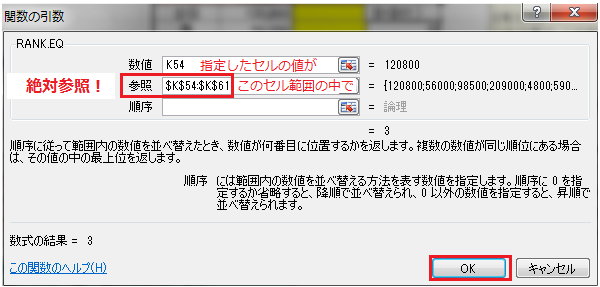 関数の引数
RANK.EQ
数値 K54 指定したセルの値が = 120800
絶対参照！ 参照 $K$54:$K$61 このセル範囲の中で = {120800;56000;98500;209000;4800;590...
順序 = 論理
= 3
順序に従って範囲内の数値を並べ替えたとき、数値が何番目に位置するかを返します。複数の数値が同じ順位にある場合
は、その値の中の最上位を返します。
順序 には範囲内の数値を並べ替える方法を表す数値を指定します。順序に 0 を指
定するか省略すると、降順で並べ替えられ、0 以外の数値を指定すると、昇順で
並べ替えられます。
数式の結果 = 3
この関数のヘルプ(H)
OK
キャンセル